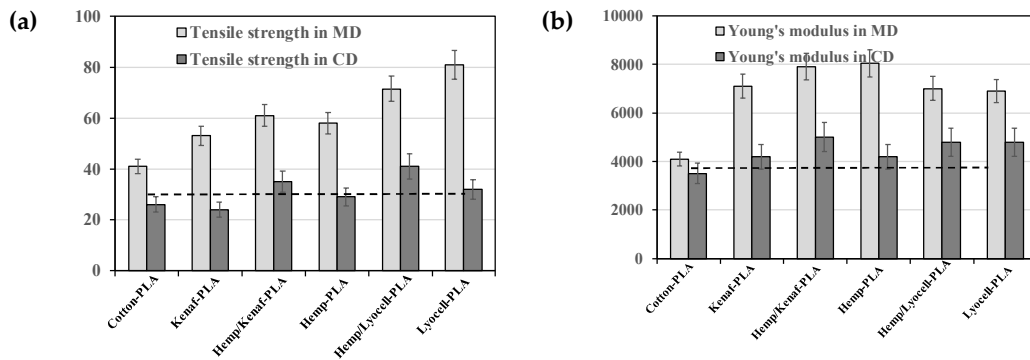 (a)
100
80
60
40
20
0
Tensile strength in MD
Tensile strength in CD
Cotton-PLA
Kenaf-PLA
Hemp/Kenaf-PLA
Hemp-PLA
Hemp/Lyocell-PLA
Lyocell-PLA
(b)
10000
8000
6000
4000
2000
0
Young's modulus in MD
Young's modulus in CD
Cotton-PLA
Kenaf-PLA
Hemp/Kenaf-PLA
Hemp-PLA
Hemp/Lyocell-PLA
Lyocell-PLA